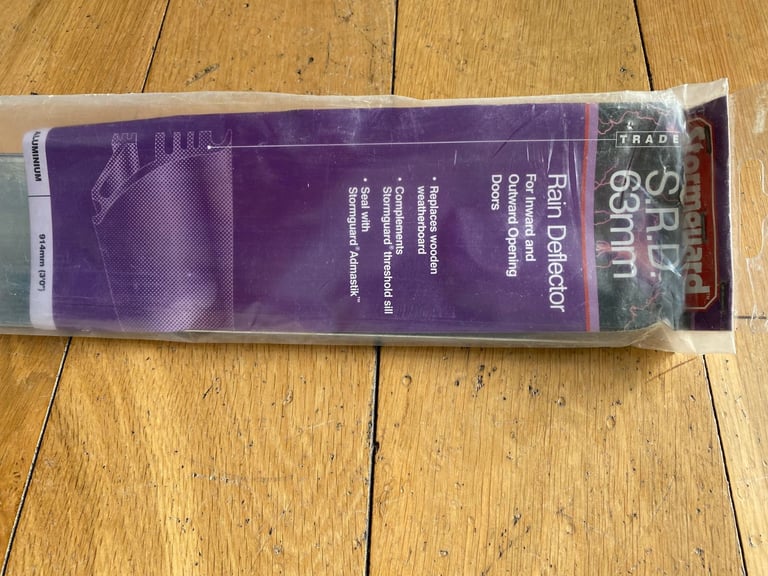 Stormguard
TRADE
S.R.D.
63mm
Rain Deflector
For Inward and
Outward Opening
Doors
• Replaces wooden
weatherboard
• Complements
Stormguard® threshold sill
• Seal with
Stormguard® Admastik™
ALUMINIUM
914mm (3'0")